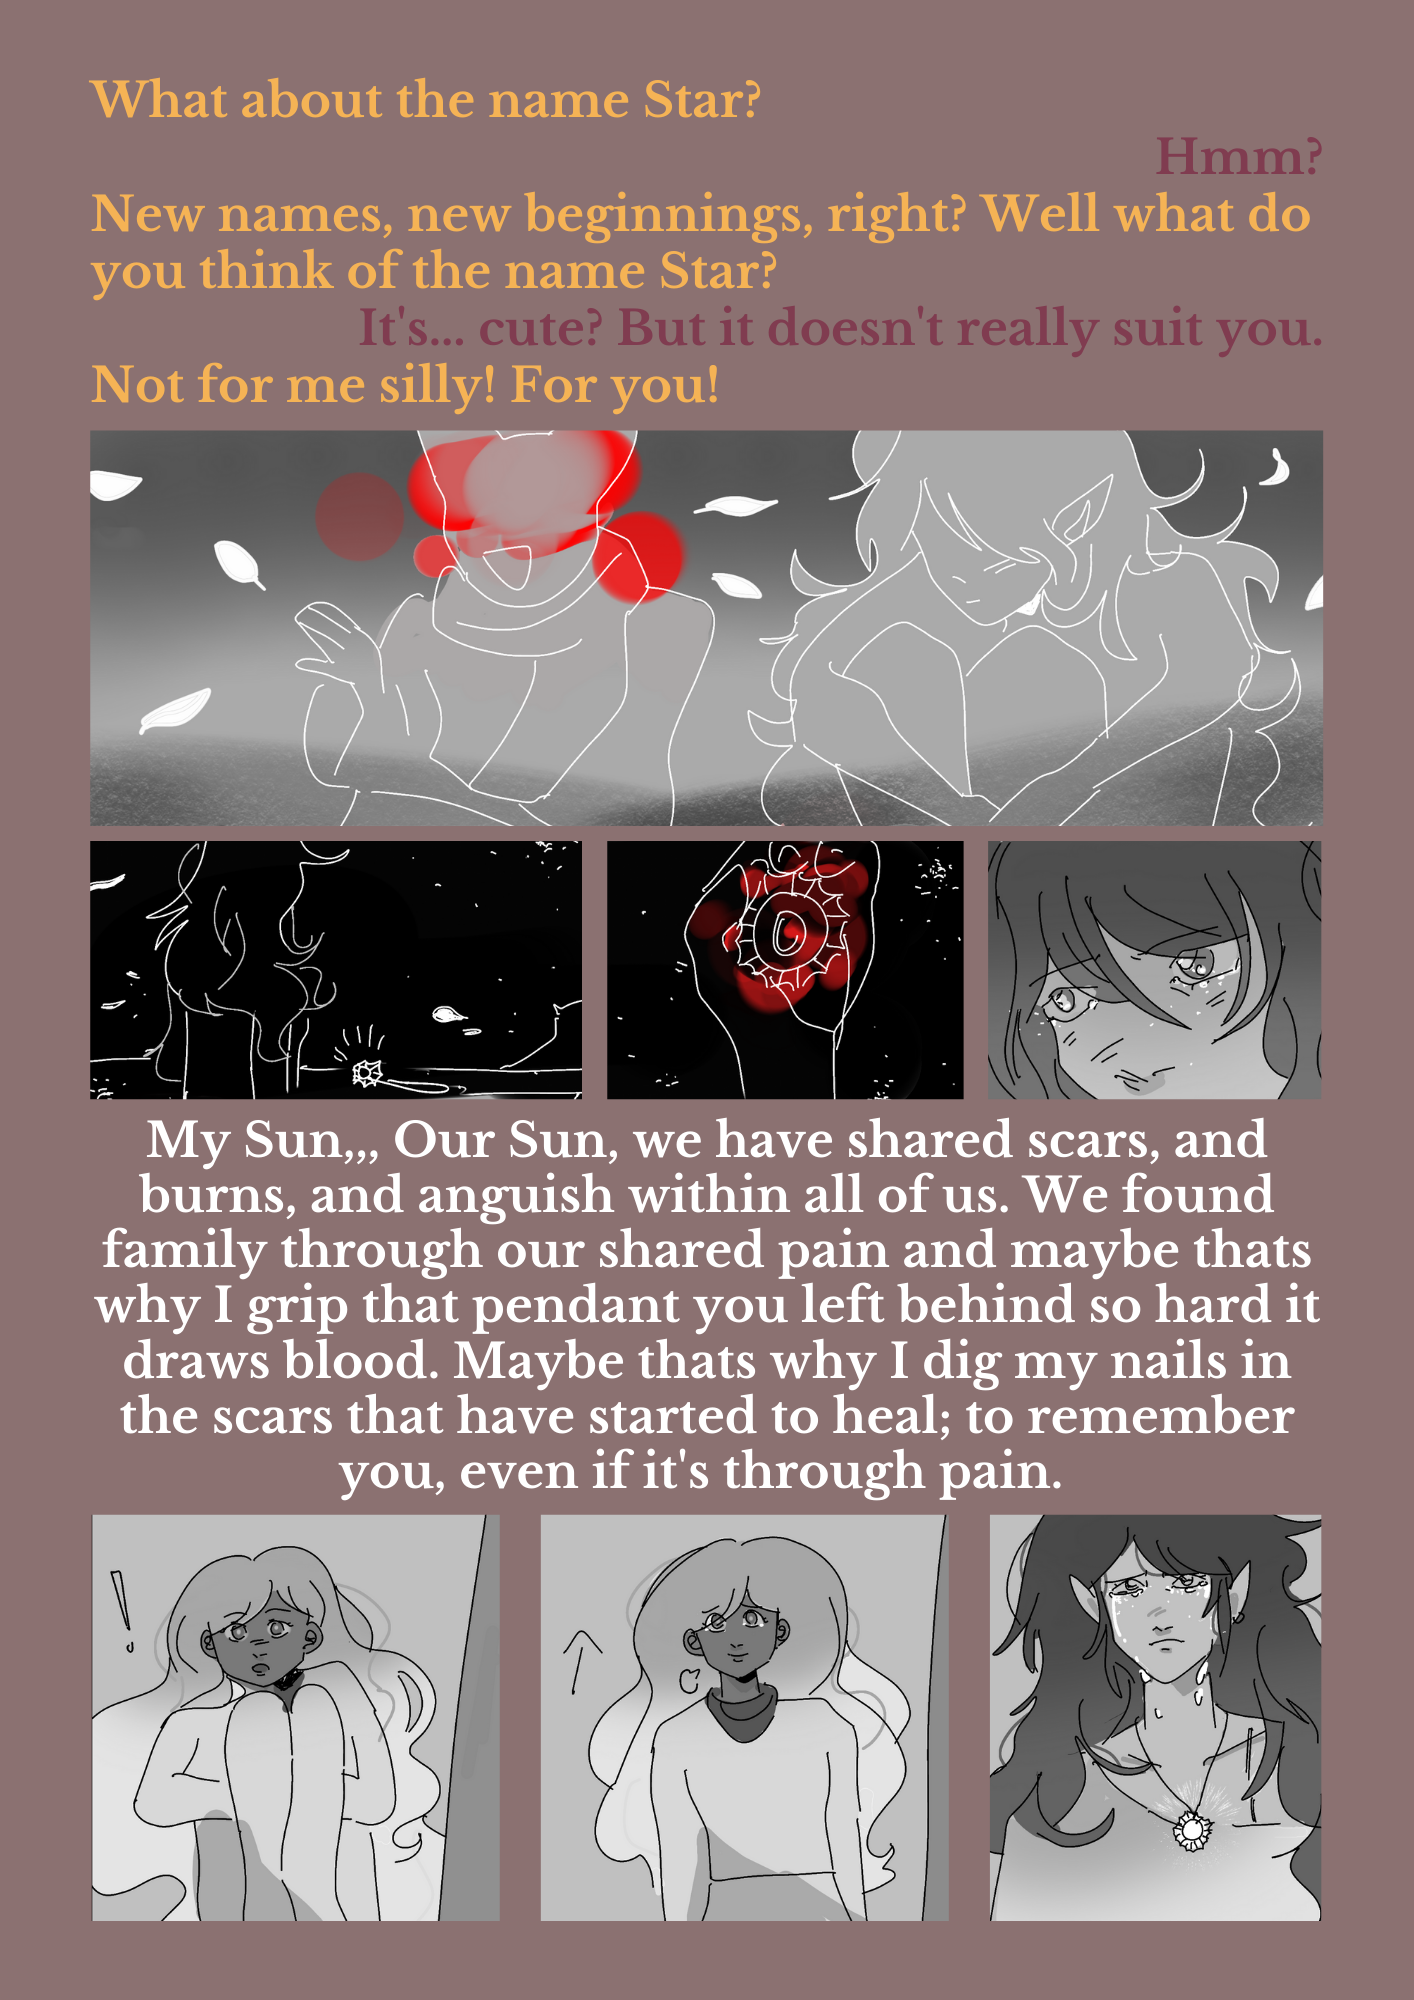 What about the name Star?
Hmm?
New names, new beginnings, right? Well what do
you think of the name Star?
It's... cute? But it doesn't really suit you.
Not for me silly! For you!
My Sun,,, Our Sun, we have shared scars, and
burns, and anguish within all of us. We found
family through our shared pain and maybe thats
why I grip that pendant you left behind so hard it
draws blood. Maybe thats why I dig my nails in
the scars that have started to heal; to remember
you, even if it's through pain.
!